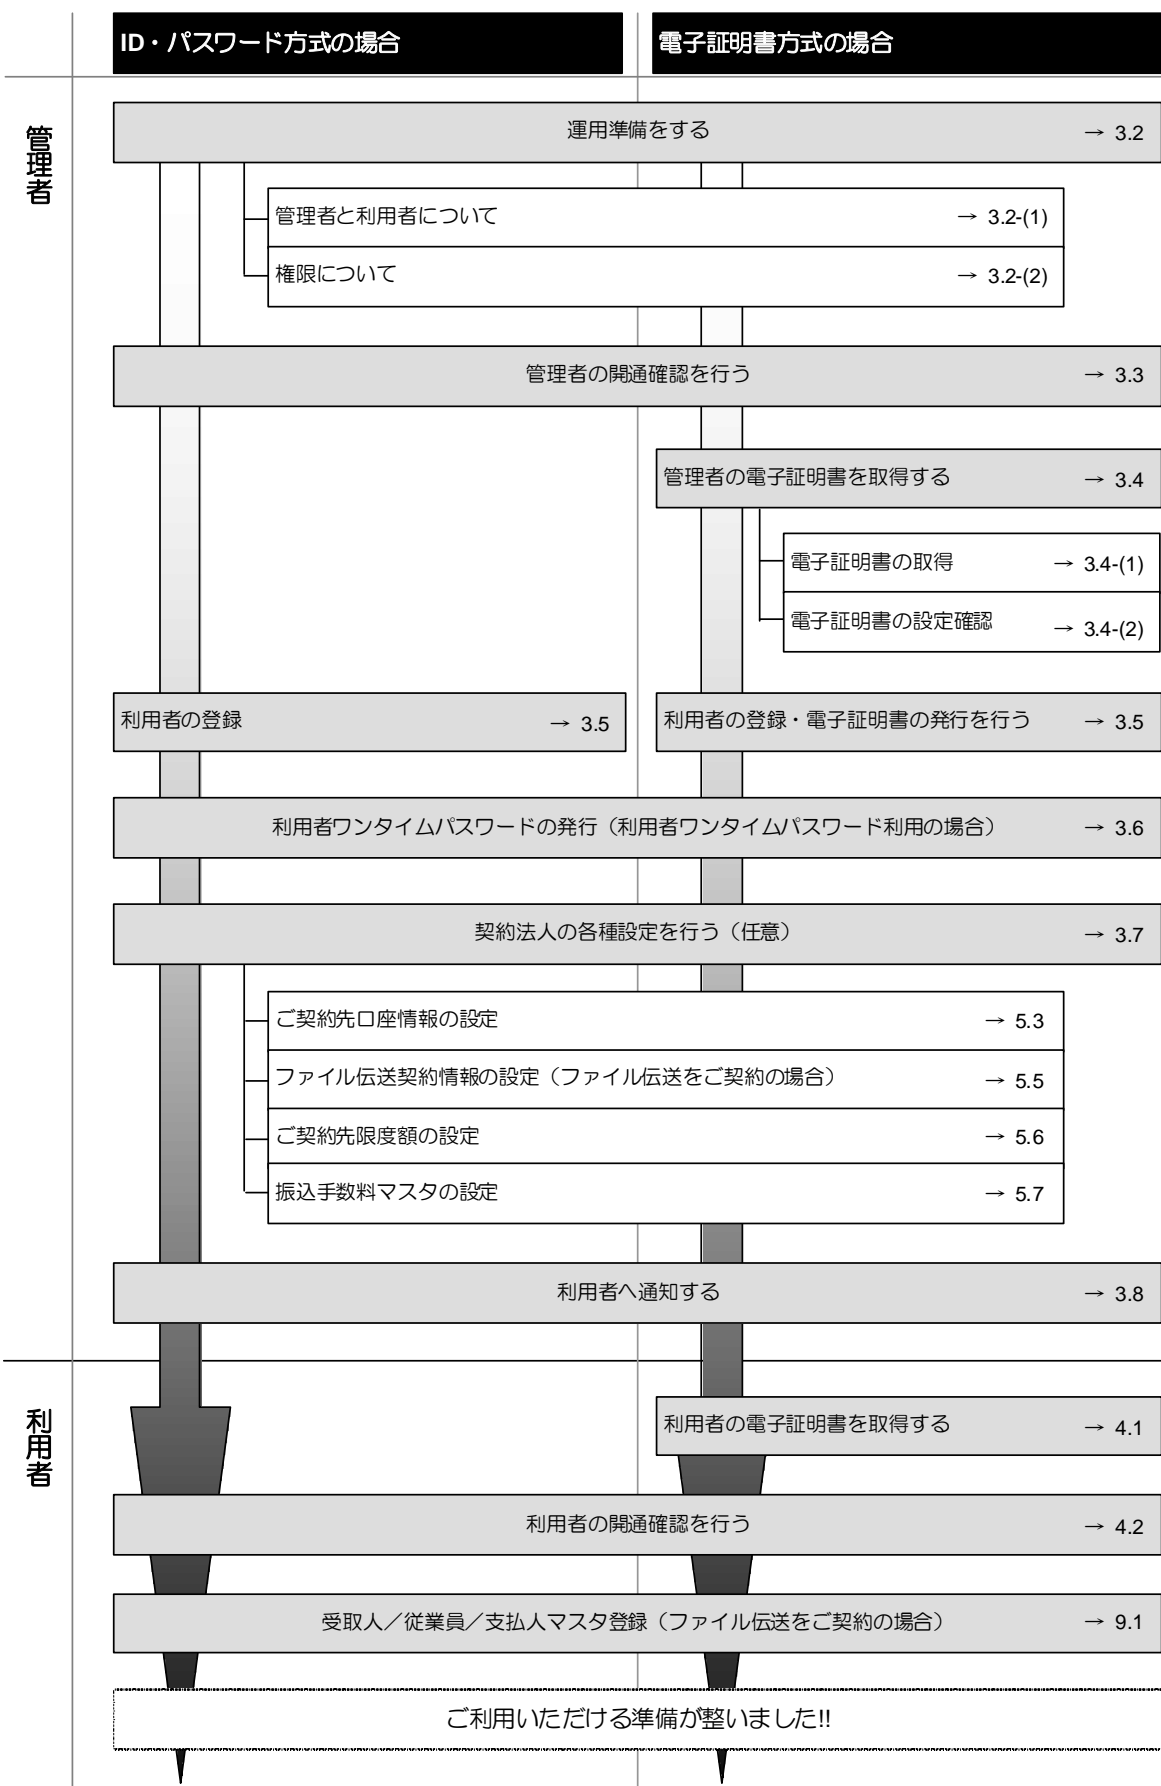 ID・パスワード方式の場合
電子証明書方式の場合
管理者
運用準備をする → 3.2
管理者と利用者について → 3.2-(1)
権限について → 3.2-(2)
管理者の開通確認を行う → 3.3
管理者の電子証明書を取得する → 3.4
電子証明書の取得 → 3.4-(1)
電子証明書の設定確認 → 3.4-(2)
利用者の登録 → 3.5
利用者の登録・電子証明書の発行を行う → 3.5
利用者ワンタイムパスワードの発行（利用者ワンタイムパスワード利用の場合） → 3.6
契約法人の各種設定を行う（任意） → 3.7
ご契約先口座情報の設定 → 5.3
ファイル伝送契約情報の設定（ファイル伝送をご契約の場合） → 5.5
ご契約先限度額の設定 → 5.6
振込手数料マスタの設定 → 5.7
利用者へ通知する → 3.8
利用者
利用者の電子証明書を取得する → 4.1
利用者の開通確認を行う → 4.2
受取人／従業員／支払人マスタ登録（ファイル伝送をご契約の場合） → 9.1
ご利用いただける準備が整いました!!